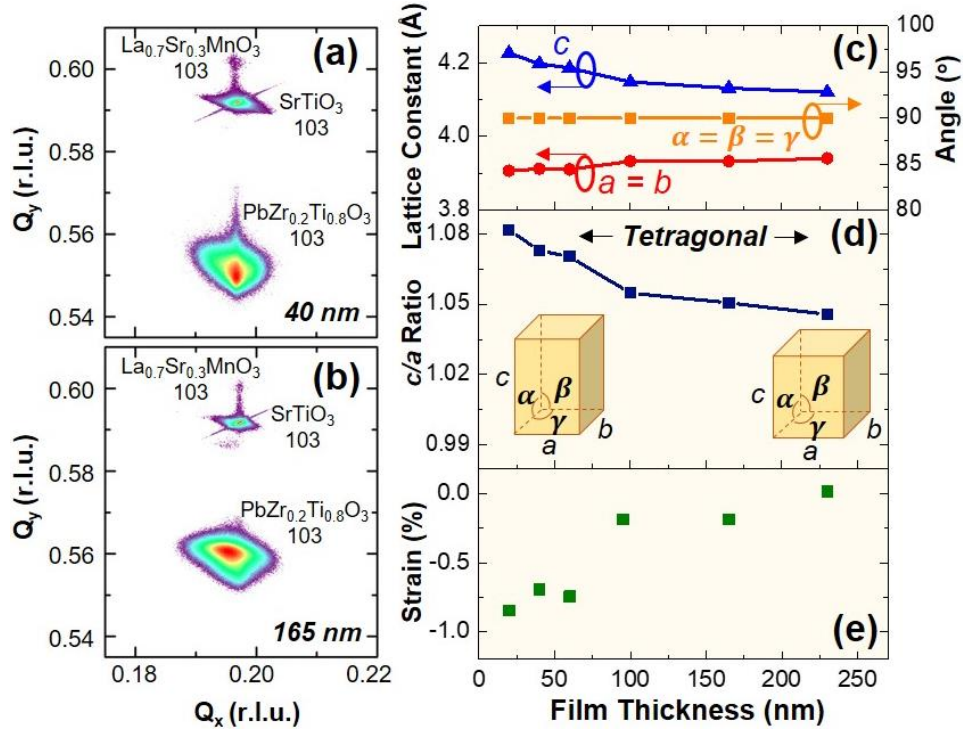 (a)
La0.7Sr0.3MnO3
103
SrTiO3
103
PbZr0.2Ti0.8O3
103
40 nm
0.60
0.59
0.56
0.54
Qy (r.l.u.)
(b)
La0.7Sr0.3MnO3
103
SrTiO3
103
PbZr0.2Ti0.8O3
103
165 nm
0.60
0.58
0.56
0.54
Qy (r.l.u.)
0.18 0.20 0.22
Qx (r.l.u.)
(c)
c
α = β = γ
a = b
4.2
4.0
3.8
Lattice Constant (Å)
100
95
90
85
80
Angle (°)
(d)
Tetragonal
1.08
1.05
1.02
0.99
c/a Ratio
c α β γ a b
c α β γ a b
(e)
0.0
-0.5
-1.0
Strain (%)
0 50 100 150 200 250
Film Thickness (nm)